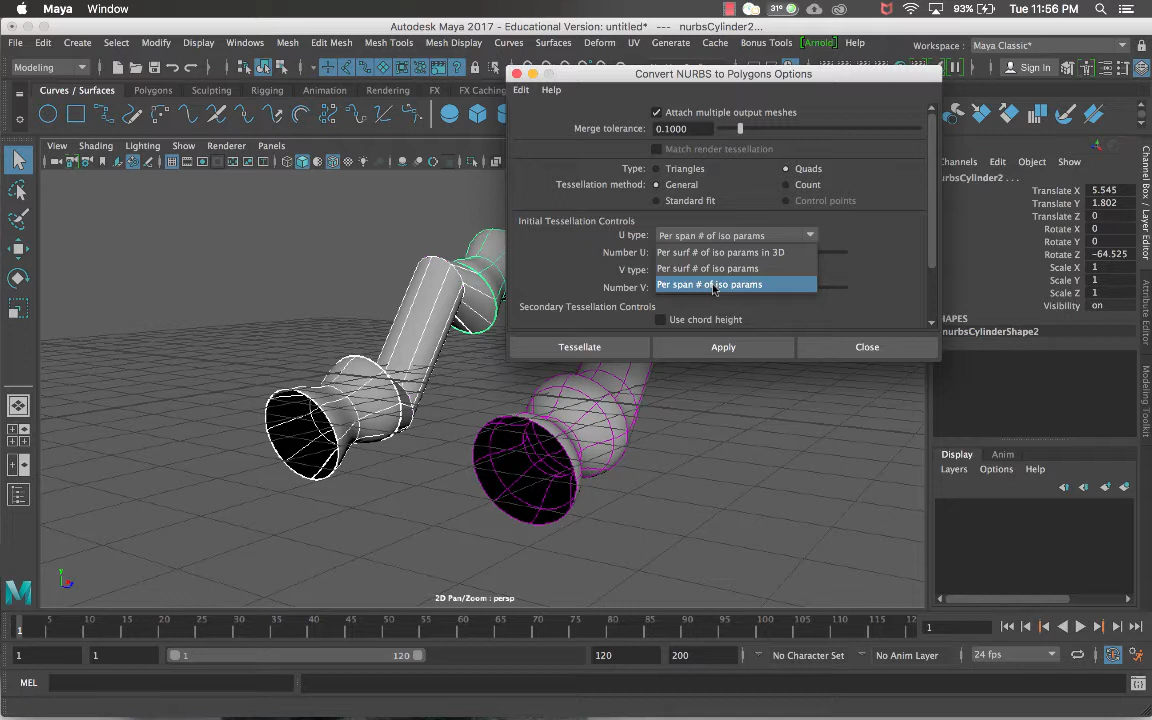 Maya Window 31° 93% Tue 11:56 PM
Autodesk Maya 2017 - Educational Version: untitled* --- nurbsCylinder2...
File Edit Create Select Modify Display Windows Mesh Edit Mesh Mesh Tools Mesh Display Curves Surfaces Deform UV Generate Cache Bonus Tools [Arnold] Help Workspace : Maya Classic*
Modeling Sign In
Convert NURBS to Polygons Options
Edit Help
Curves / Surfaces Polygons Sculpting Rigging Animation Rendering FX FX Caching
Attach multiple output meshes
Merge tolerance: 0.1000
Match render tessellation
Type: Triangles Quads
Tessellation method: General Count
Standard fit Control points
Initial Tessellation Controls
U type: Per span # of iso params
Number U: Per surf # of iso params in 3D
V type: Per surf # of iso params
Number V: Per span # of iso params
Secondary Tessellation Controls
Use chord height
Tessellate Apply Close
View Shading Lighting Show Renderer Panels
Channels Edit Object Show
nurbsCylinder2 . . .
Translate X 5.545
Translate Y 1.802
Translate Z 0
Rotate X 0
Rotate Y 0
Rotate Z -64.525
Scale X 1
Scale Y 1
Scale Z 1
Visibility on
SHAPES
nurbsCylinderShape2
Channel Box / Layer Editor
Attribute Editor
Modeling Toolkit
Display Anim
Layers Options Help
y
2D Pan/Zoom : persp
5 10 15 20 25 30 35 40 45 50 55 60 65 70 75 80 85 90 95 100 105 110 115 12
1 1
1 1 1 120 120 200 No Character Set No Anim Layer 24 fps
MEL